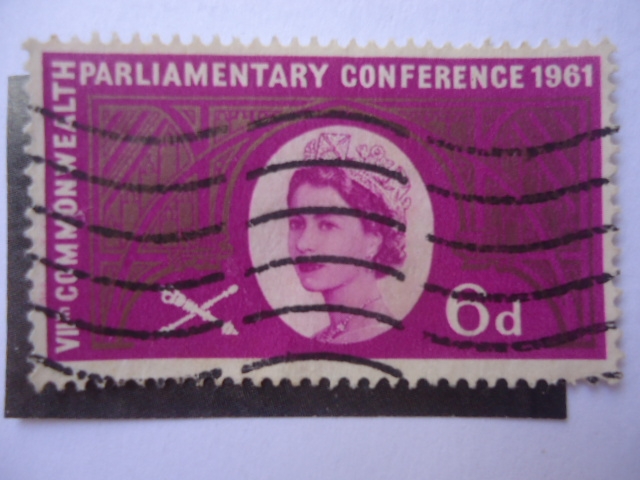 VIITH COMMONWEALTH
PARLIAMENTARY CONFERENCE 1961
6d